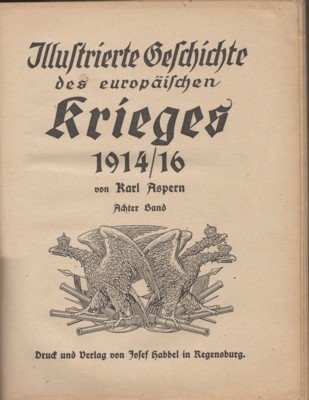 Illustrierte Geschichte
des europäischen
Krieges
1914/16
von Karl Aspern
Achter Band
Druck und Verlag von Josef Habbel in Regensburg.